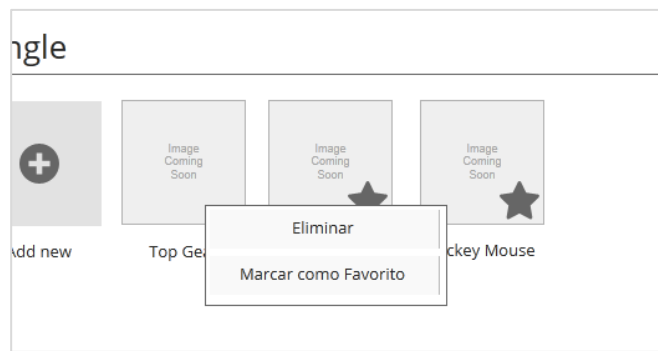 ngle
Image
Coming
Soon
Image
Coming
Soon
Image
Coming
Soon
Add new
Top Gea
ckey Mouse
Eliminar
Marcar como Favorito